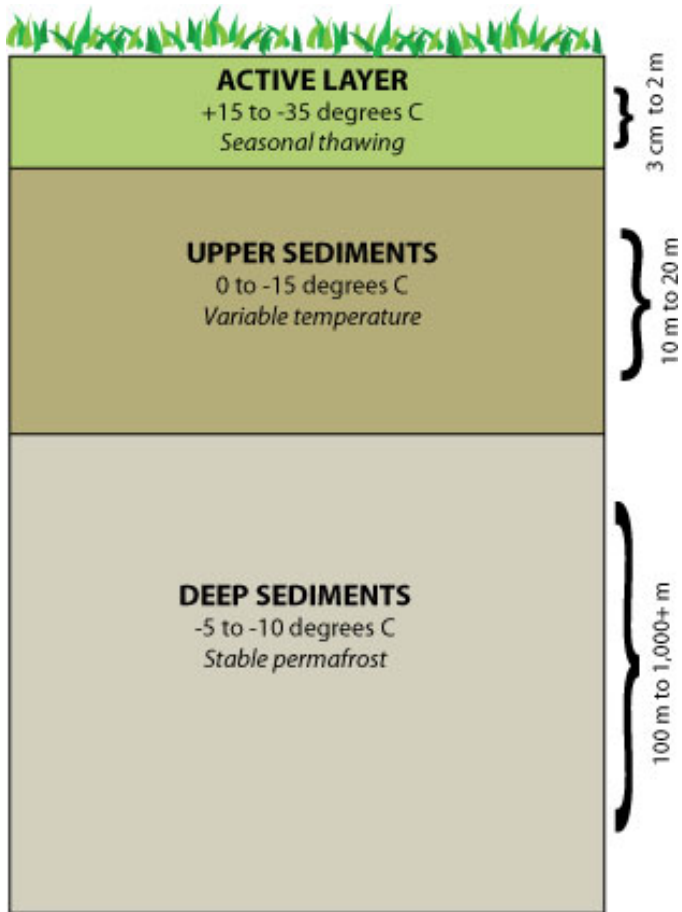 ACTIVE LAYER
+15 to -35 degrees C
Seasonal thawing
3 cm to 2 m
UPPER SEDIMENTS
0 to -15 degrees C
Variable temperature
10 m to 20 m
DEEP SEDIMENTS
-5 to -10 degrees C
Stable permafrost
100 m to 1,000+ m